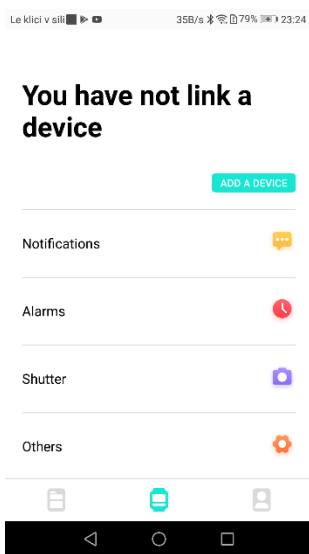 Le klici v sili 35B/s 79% 23:24
You have not link a
device
ADD A DEVICE
Notifications
Alarms
Shutter
Others